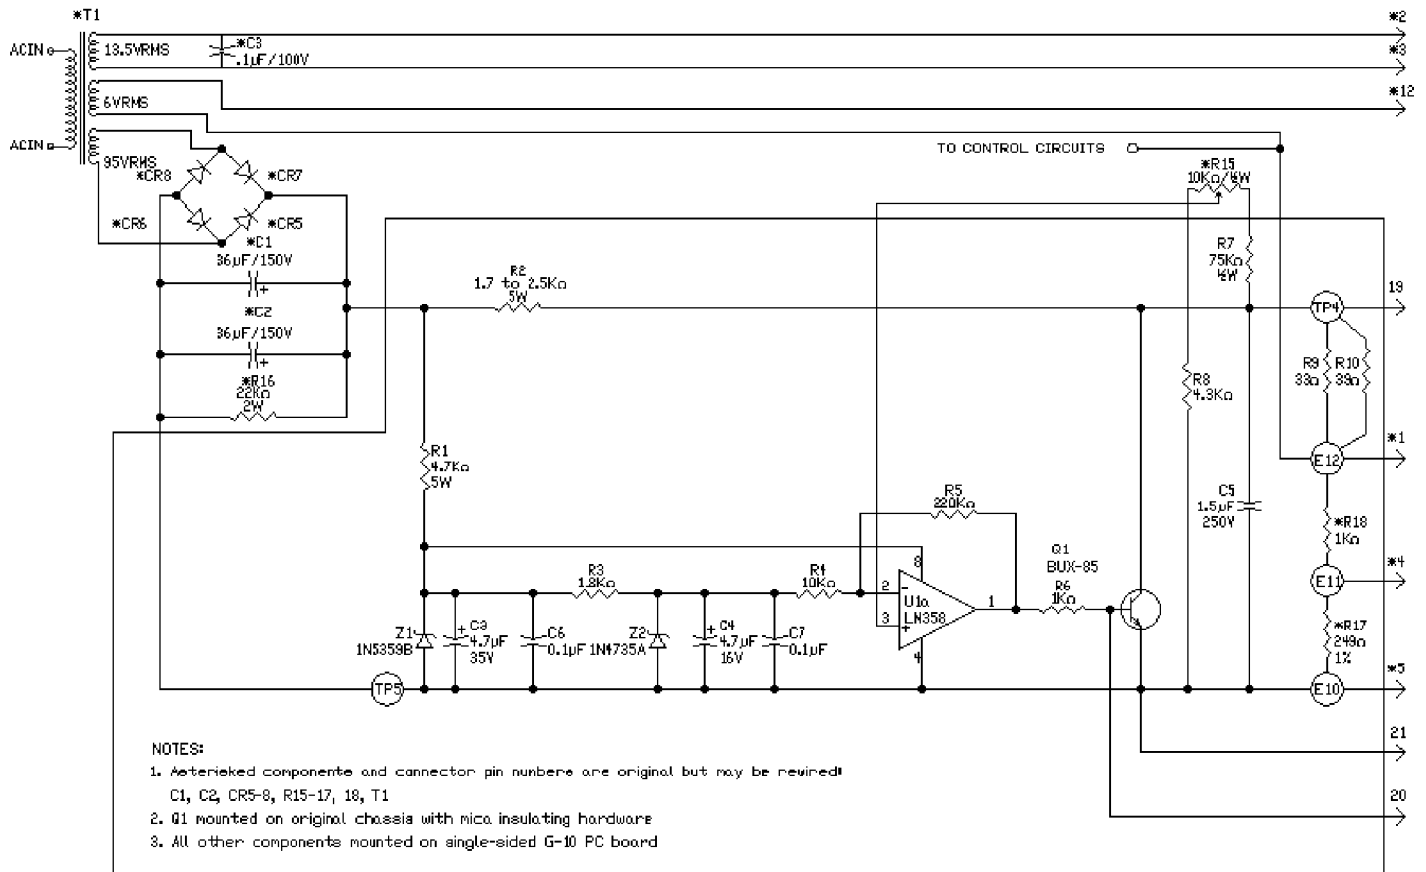 *T1
*2
ACIN
13.5VRMS
*C3
.1µF/100V
*3
6VRMS
*12
ACIN
95VRMS
TO CONTROL CIRCUITS
*CR8
*CR7
*R15
10KΩ/½W
*CR6
*CR5
*C1
36µF/150V
R7
75KΩ
½W
R2
1.7 to 2.5KΩ
5W
19
TP4
*C2
36µF/150V
*R16
22KΩ
2W
R9
33Ω
R10
39Ω
R8
4.3KΩ
R1
4.7KΩ
5W
*1
E12
R5
220KΩ
C5
1.5µF
250V
*R18
1KΩ
Q1
BUX-85
8
*4
R3
1.8KΩ
R4
10KΩ
2
-
U1a
LN358
3
+
1
4
R6
1KΩ
E11
Z1
1N5359B
+
C3
4.7µF
35V
C6
0.1µF
Z2
1N4735A
+
C4
4.7µF
16V
C7
0.1µF
*R17
249Ω
1%
*5
TP5
E10
21
NOTES:
1. Asterisked components and connector pin numbers are original but may be rewired:
C1, C2, CR5-8, R15-17, 18, T1
20
2. Q1 mounted on original chassis with mica insulating hardware
3. All other components mounted on single-sided G-10 PC board